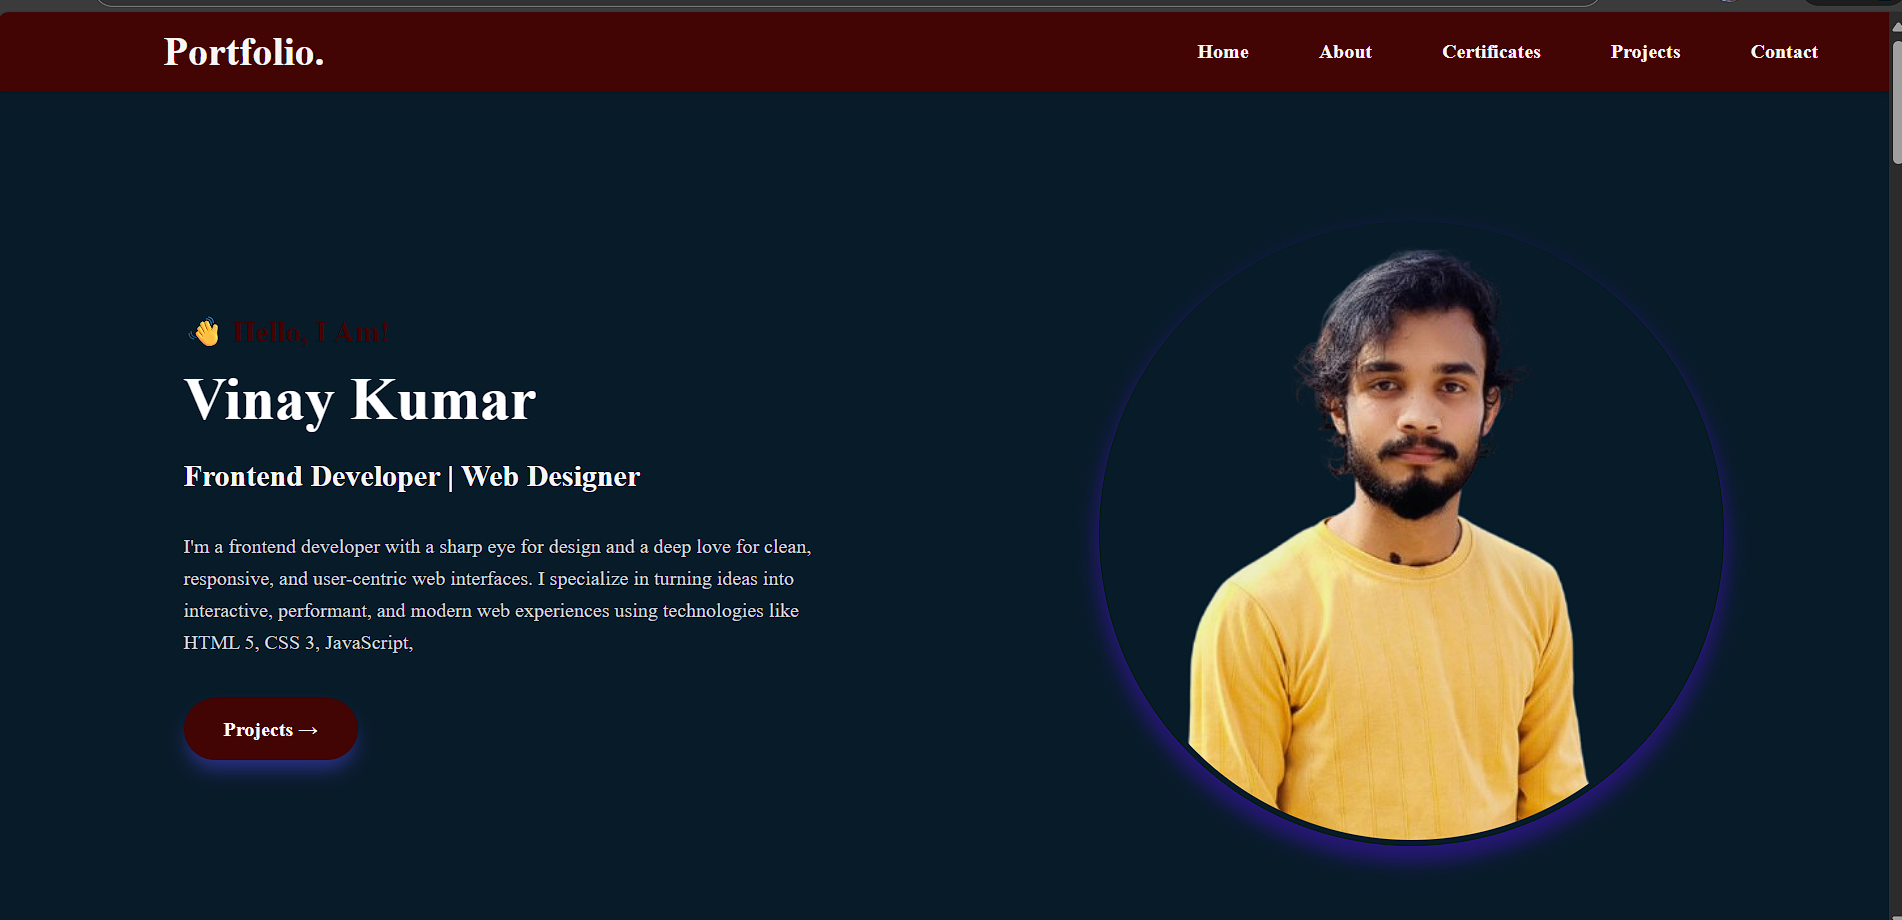 Portfolio.
Home About Certificates Projects Contact
👋 Hello, I Am!
Vinay Kumar
Frontend Developer | Web Designer
I'm a frontend developer with a sharp eye for design and a deep love for clean,
responsive, and user-centric web interfaces. I specialize in turning ideas into
interactive, performant, and modern web experiences using technologies like
HTML 5, CSS 3, JavaScript,
Projects →